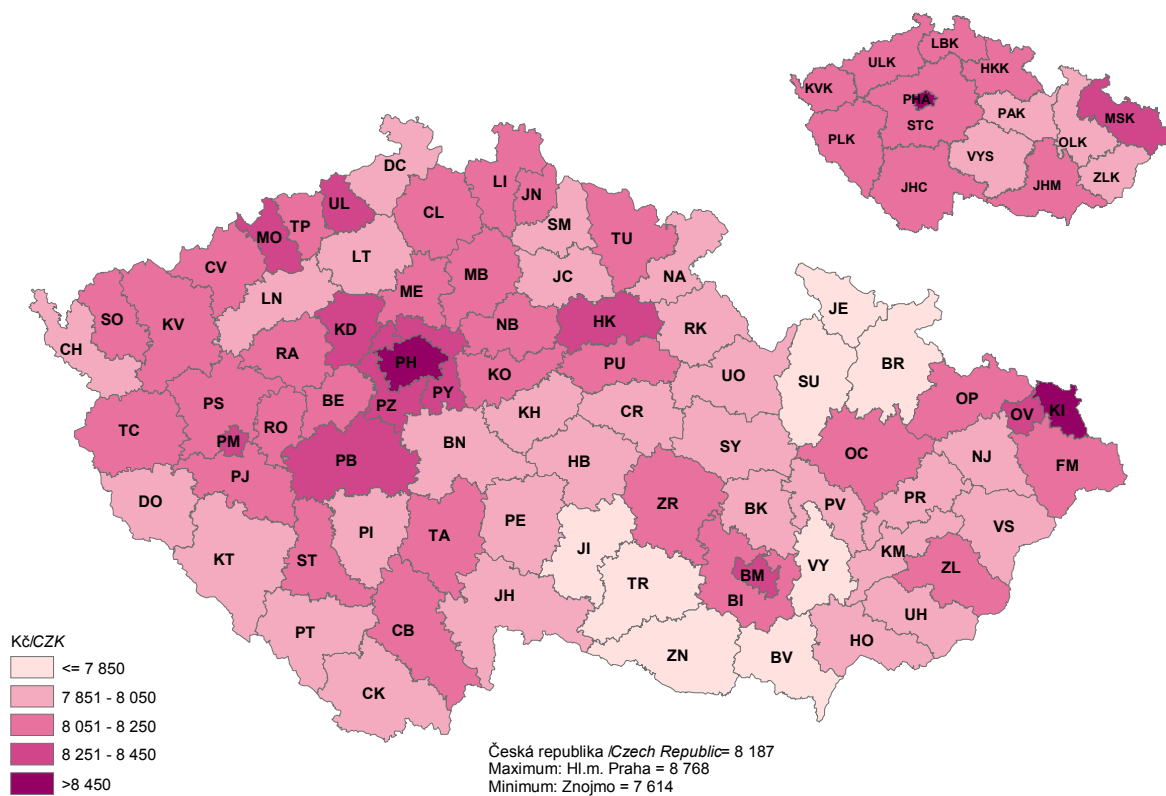 LBK
ULK
HKK
KVK
PHA
PAK
MSK
STC
PLK
OLK
VYS
ZLK
JHC
JHM
DC
LI
JN
UL
CL
SM
TU
MO
TP
LT
CV
MB
JC
NA
ME
LN
SO
KV
KD
NB
HK
RK
JE
CH
RA
PH
KO
PU
UO
SU
BR
PS
BE
PZ
PY
OP
OV
KI
TC
RO
KH
CR
PM
BN
SY
OC
NJ
FM
PB
HB
PJ
DO
ZR
BK
PV
PR
VS
PI
TA
PE
KT
ST
JI
KM
VY
ZL
TR
BM
BI
JH
UH
PT
CB
HO
ZN
BV
CK
Kč/CZK
<= 7 850
7 851 - 8 050
8 051 - 8 250
8 251 - 8 450
>8 450
Česká republika /Czech Republic= 8 187
Maximum: Hl.m. Praha = 8 768
Minimum: Znojmo = 7 614